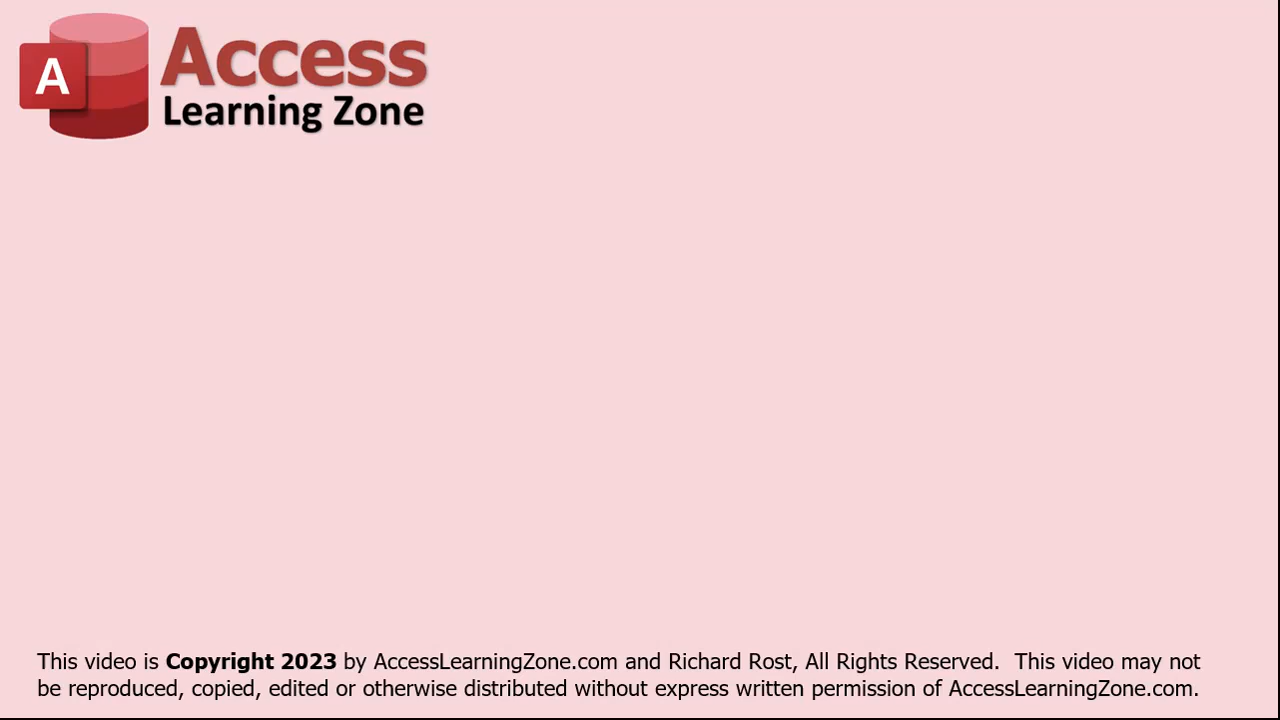 A
Access
Learning Zone
This video is Copyright 2023 by AccessLearningZone.com and Richard Rost, All Rights Reserved.  This video may not
be reproduced, copied, edited or otherwise distributed without express written permission of AccessLearningZone.com.